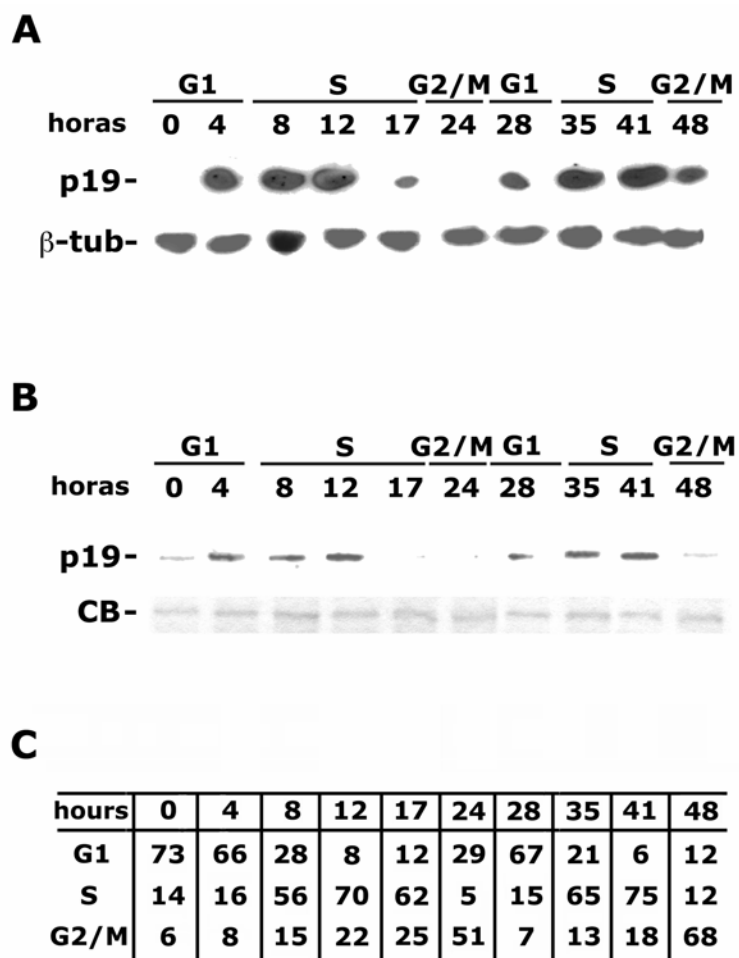 A
G1 S G2/M G1 S G2/M
horas 0 4 8 12 17 24 28 35 41 48
p19-
β-tub-
B
G1 S G2/M G1 S G2/M
horas 0 4 8 12 17 24 28 35 41 48
p19-
CB-
C
hours 0 4 8 12 17 24 28 35 41 48
G1 73 66 28 8 12 29 67 21 6 12
S 14 16 56 70 62 5 15 65 75 12
G2/M 6 8 15 22 25 51 7 13 18 68